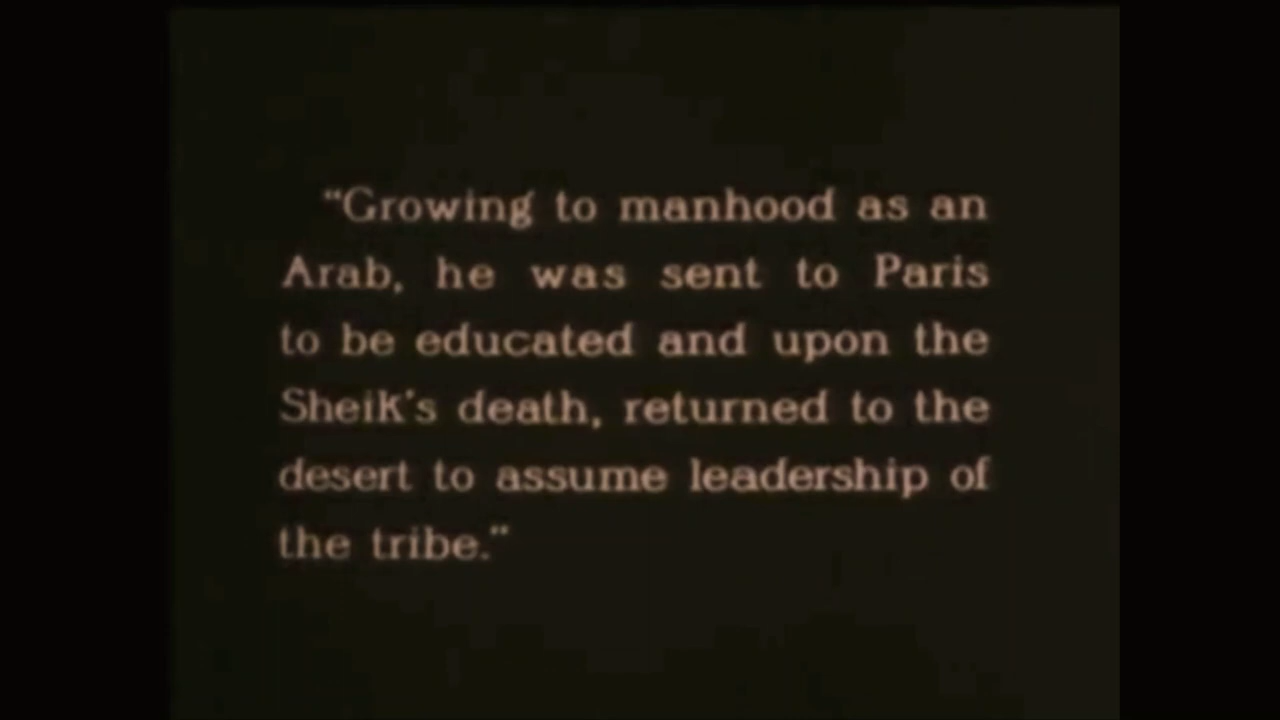 “Growing to manhood as an
Arab, he was sent to Paris
to be educated and upon the
Sheik's death, returned to the
desert to assume leadership of
the tribe.”